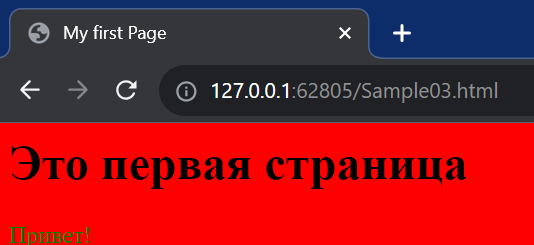 My first Page
127.0.0.1:62805/Sample03.html
Это первая страница
Привет!